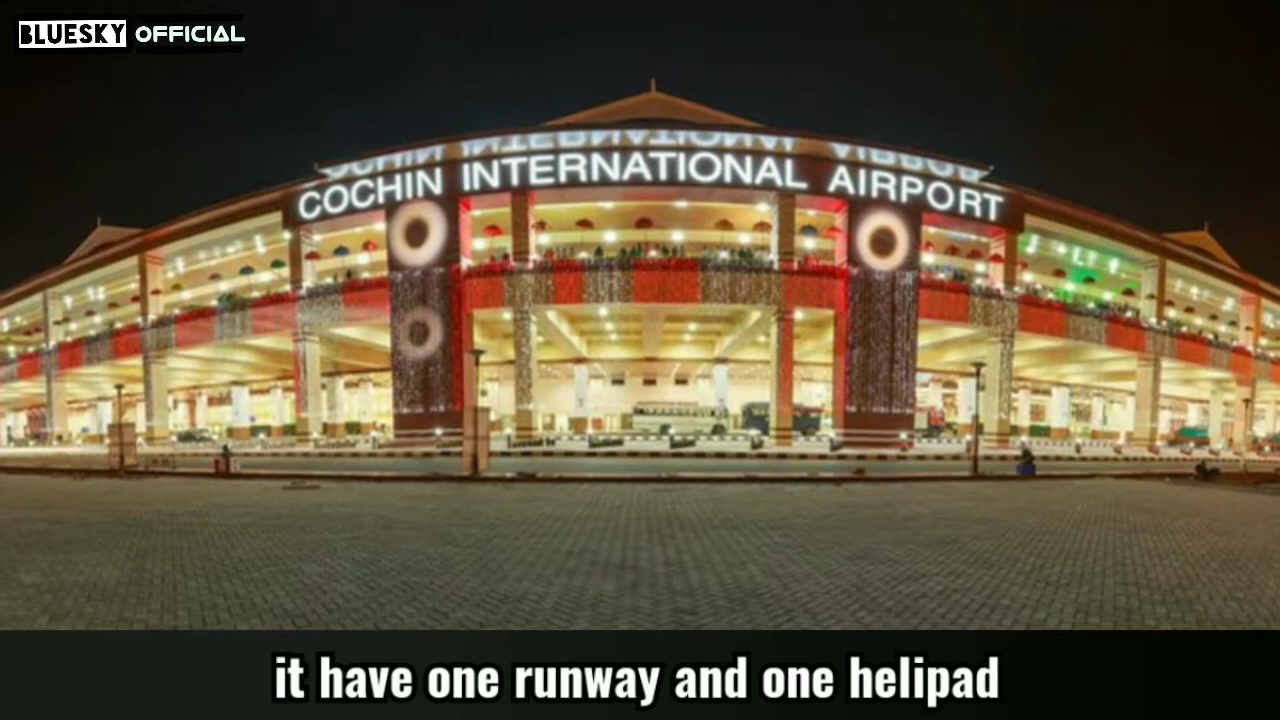 BLUESKY OFFICIAL
COCHIN INTERNATIONAL AIRPORT
it have one runway and one helipad